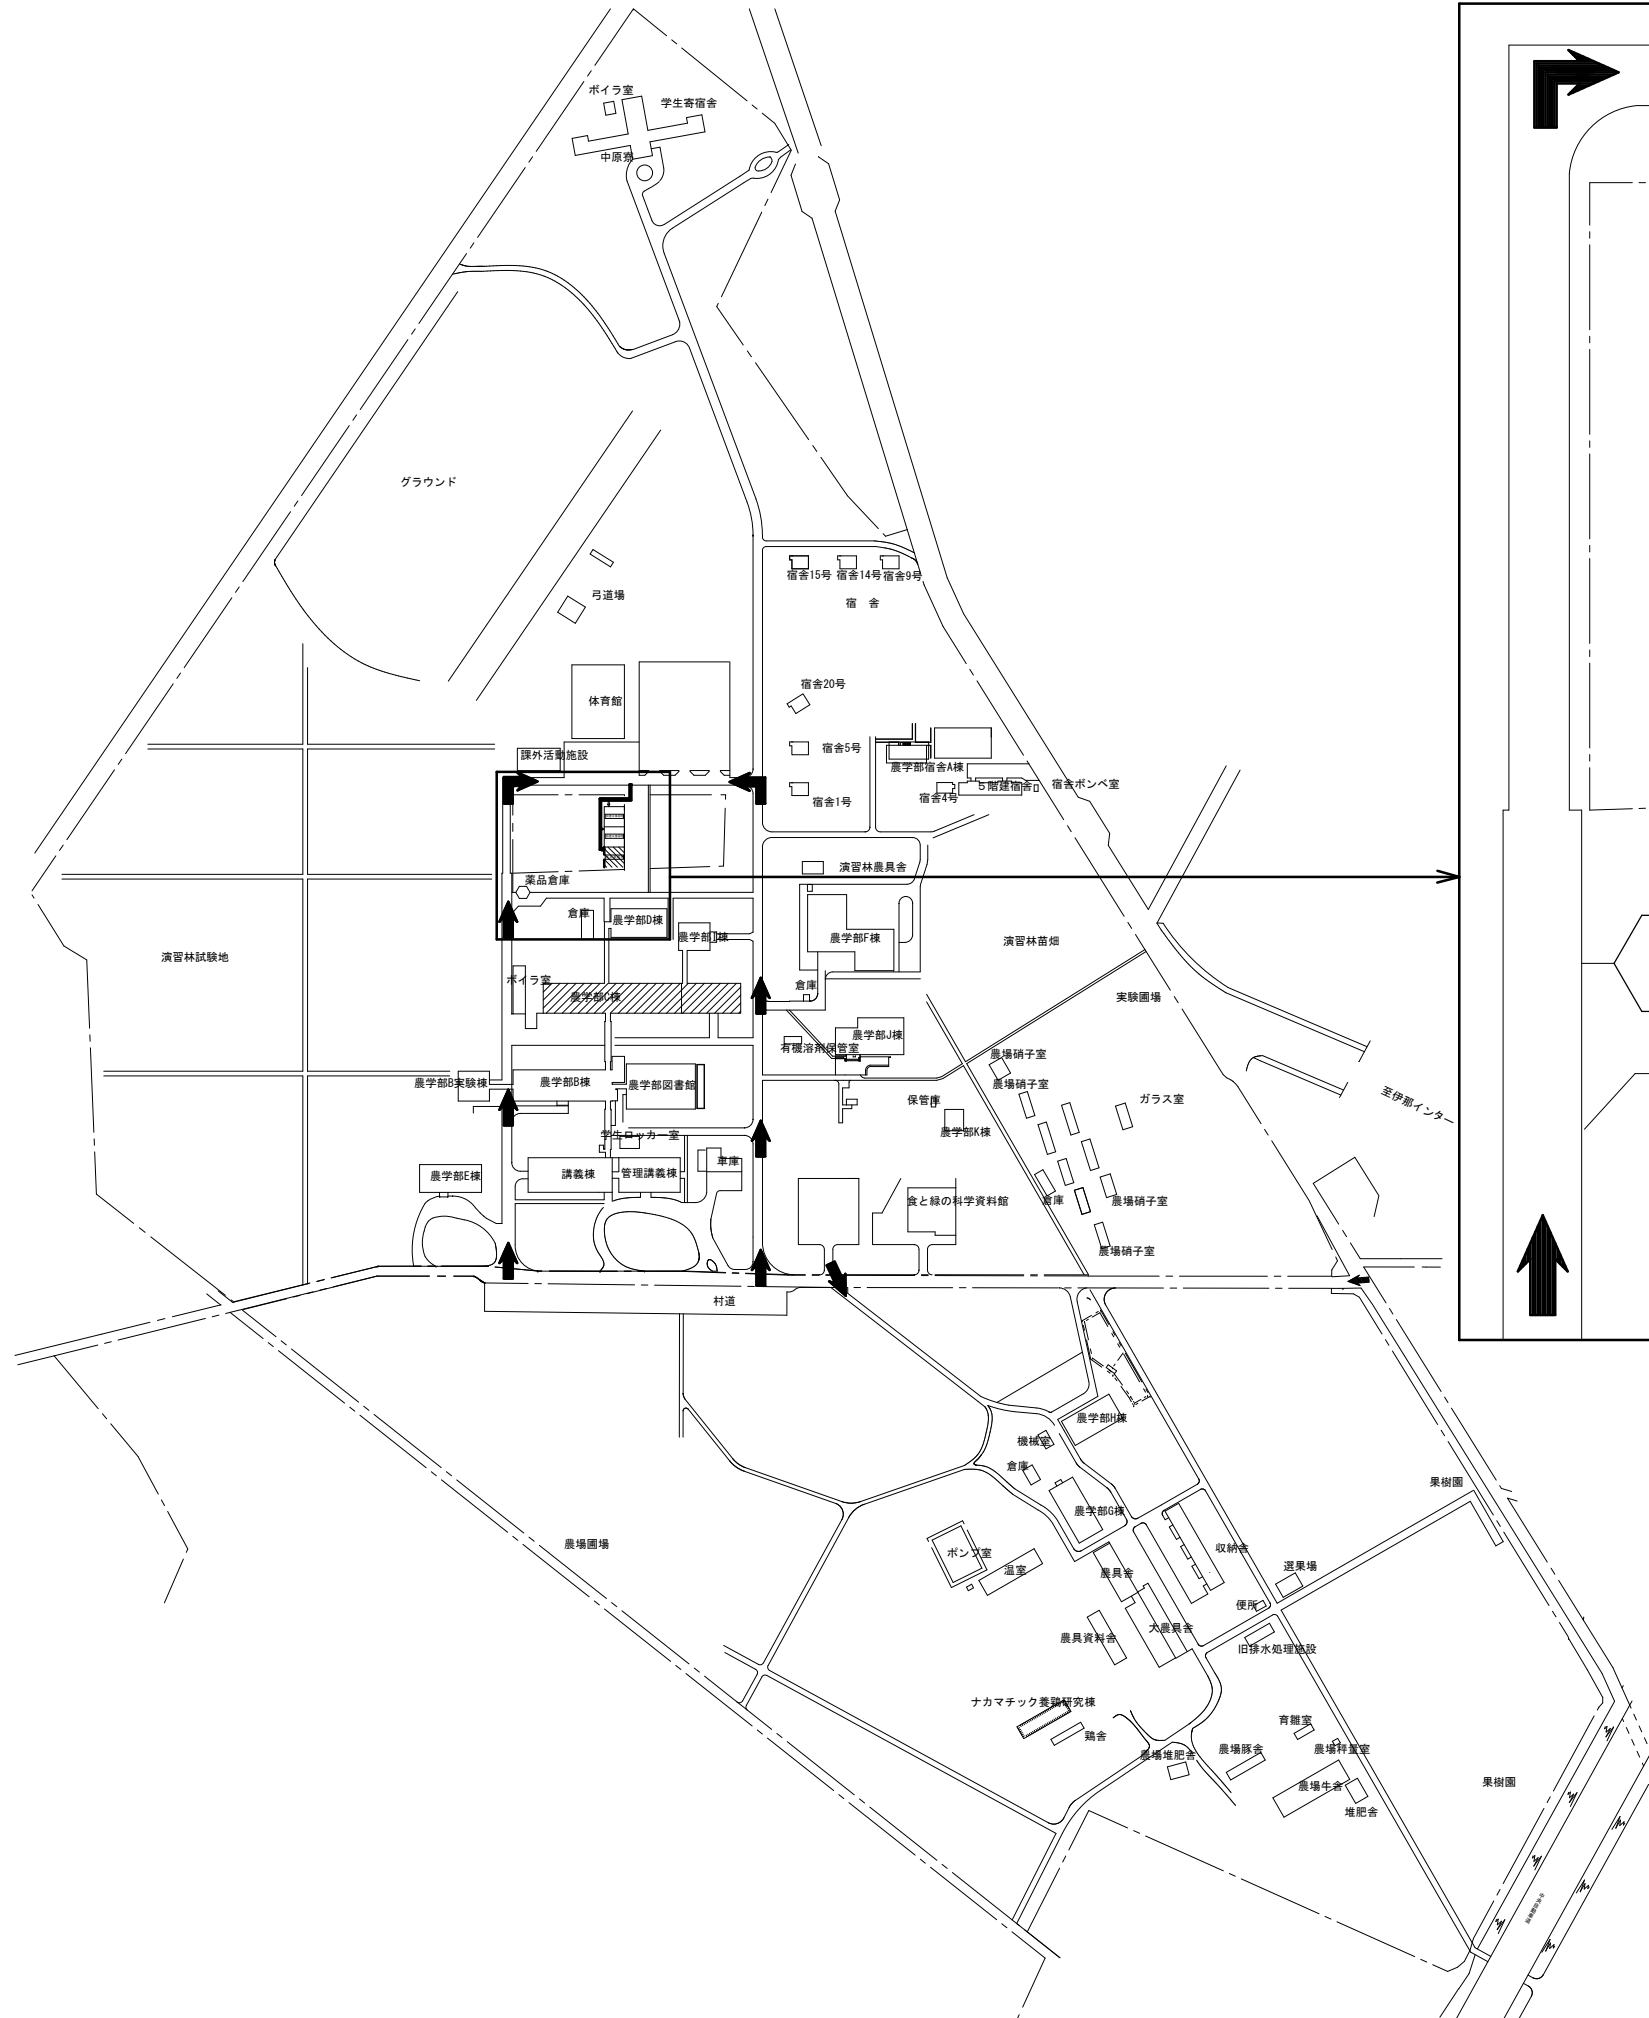 ボイラ室
学生寄宿舎
中原寮
グラウンド
弓道場
宿舎15号
宿舎14号
宿舎9号
宿 舎
体育館
宿舎20号
課外活動施設
宿舎5号
農学部宿舎A棟
宿舎4号
５階建宿舎
宿舎ボンベ室
宿舎1号
演習林農具舎
薬品倉庫
倉庫
農学部D棟
農学部F棟
演習林苗畑
演習林試験地
ボイラ室
農学部C棟
倉庫
実験圃場
農学部J棟
有機溶剤保管室
農場硝子室
農学部B実験棟
農学部B棟
農学部図書館
農場硝子室
保管庫
ガラス室
至伊那インター
学生ロッカー室
農学部K棟
農学部E棟
講義棟
管理講義棟
車庫
食と緑の科学資料館
倉庫
農場硝子室
農場硝子室
村道
農学部H棟
機械室
倉庫
果樹園
農学部G棟
農場圃場
ポンプ室
温室
収納舎
農具舎
選果場
便所
農具資料舎
大農具舎
旧排水処理施設
ナカマチック養鶏研究棟
鶏舎
育雛室
農場堆肥舎
農場豚舎
農場秤量室
農場牛舎
堆肥舎
果樹園